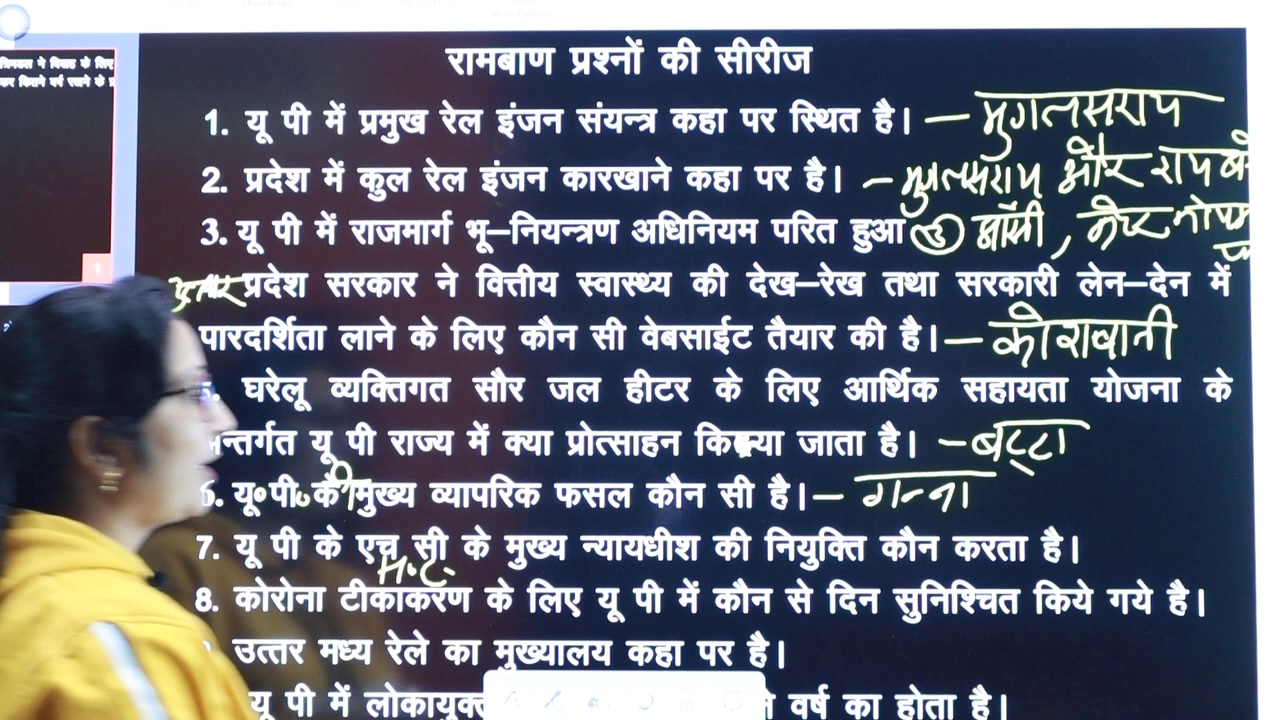 रामबाण प्रश्नों की सीरीज
1. यू पी में प्रमुख रेल इंजन संयन्त्र कहा पर स्थित है। — मुगलसराय
2. प्रदेश में कुल रेल इंजन कारखाने कहा पर है। – मुगलसराय और राय
3. यू पी में राजमार्ग भू–नियन्त्रण अधिनियम परित हुआ
प्रदेश सरकार ने वित्तीय स्वास्थ्य की देख–रेख तथा सरकारी लेन–देन में
पारदर्शिता लाने के लिए कौन सी वेबसाईट तैयार की है। — कोशवानी
घरेलू व्यक्तिगत सौर जल हीटर के लिए आर्थिक सहायता योजना के
न्तर्गत यू पी राज्य में क्या प्रोत्साहन किया जाता है। – बट्टा
6. यू० पी० की मुख्य व्यापरिक फसल कौन सी है। – गन्ना
7. यू पी के एच सी के मुख्य न्यायधीश की नियुक्ति कौन करता है।
H.C.
8. कोरोना टीकाकरण के लिए यू पी में कौन से दिन सुनिश्चित किये गये है।
उत्तर मध्य रेले का मुख्यालय कहा पर है।
यू पी में लोकायुक्त वर्ष का होता है।